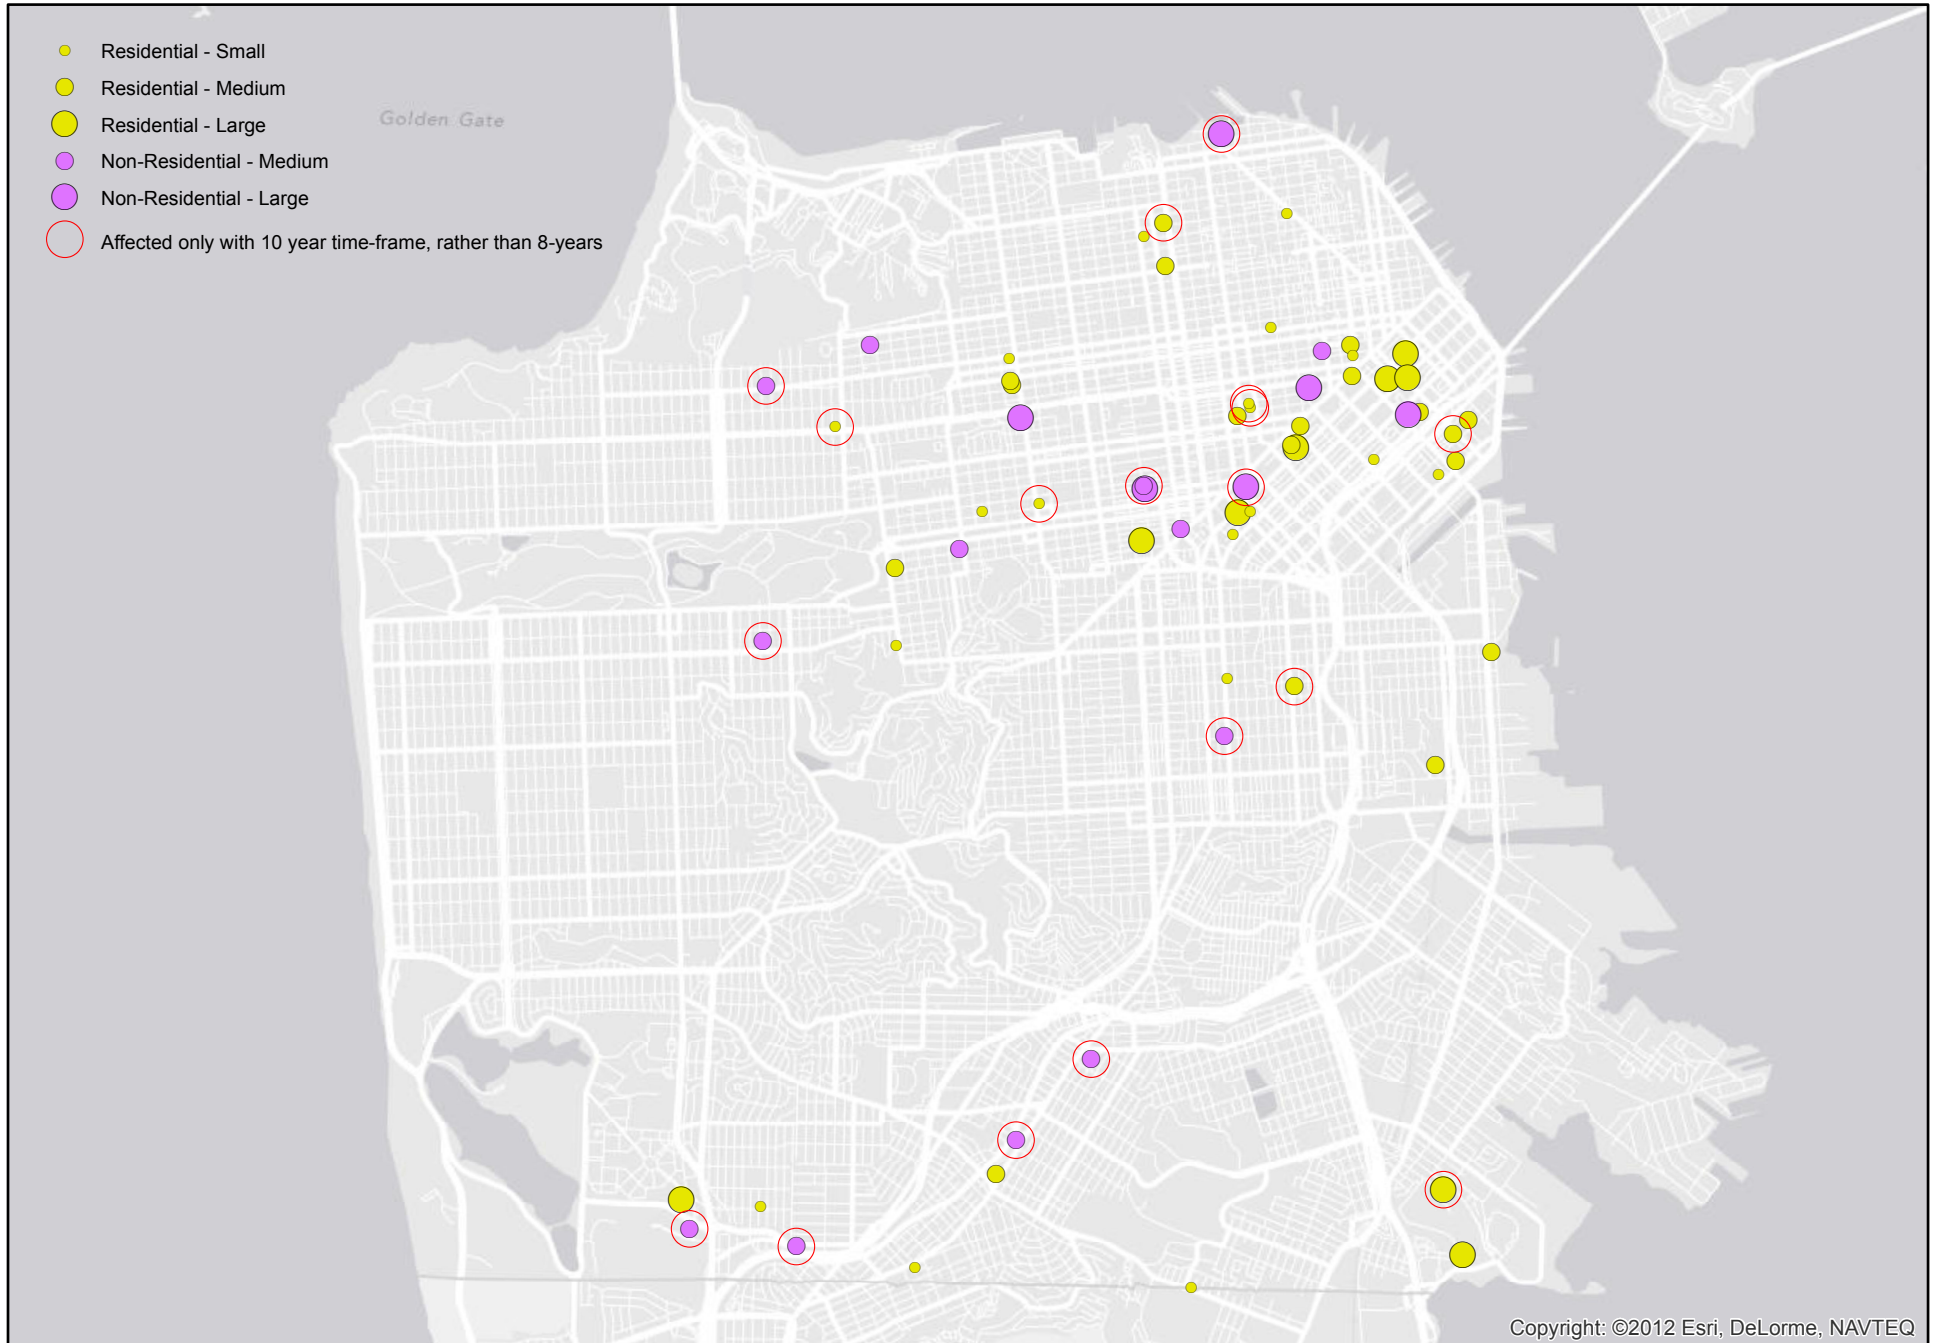 Residential - Small
Residential - Medium
Residential - Large
Non-Residential - Medium
Non-Residential - Large
Affected only with 10 year time-frame, rather than 8-years
Golden Gate
Copyright: ©2012 Esri, DeLorme, NAVTEQ